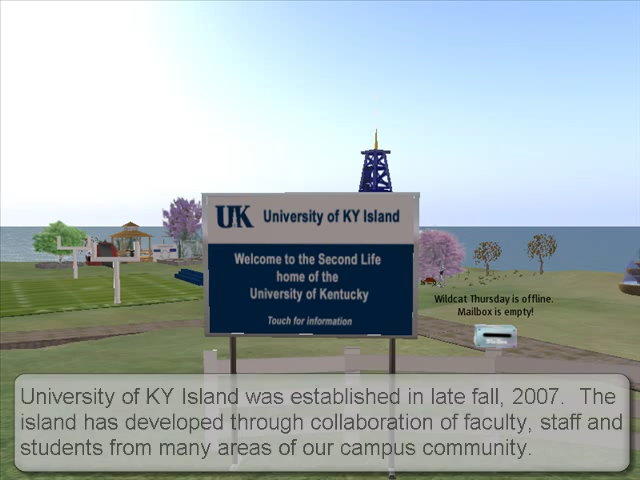 UK University of KY Island
Welcome to the Second Life
home of the
University of Kentucky
Touch for information
Wildcat Thursday is offline.
Mailbox is empty!
University of KY Island was established in late fall, 2007. The
island has developed through collaboration of faculty, staff and
students from many areas of our campus community.